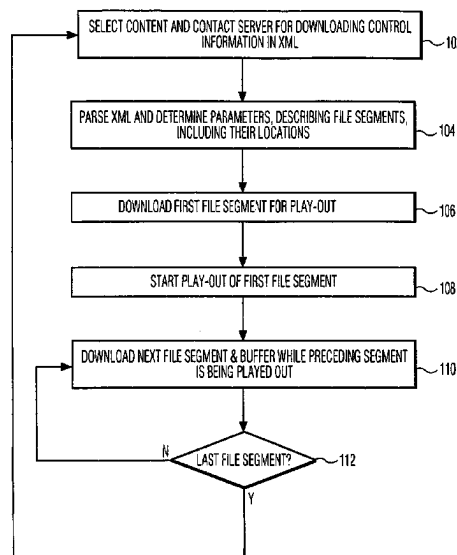 SELECT CONTENT AND CONTACT SERVER FOR DOWNLOADING CONTROL
INFORMATION IN XML
10
PARSE XML AND DETERMINE PARAMETERS, DESCRIBING FILE SEGMENTS,
INCLUDING THEIR LOCATIONS
104
DOWNLOAD FIRST FILE SEGMENT FOR PLAY-OUT
106
START PLAY-OUT OF FIRST FILE SEGMENT
108
DOWNLOAD NEXT FILE SEGMENT & BUFFER WHILE PRECEDING SEGMENT
IS BEING PLAYED OUT
110
N
LAST FILE SEGMENT?
112
Y